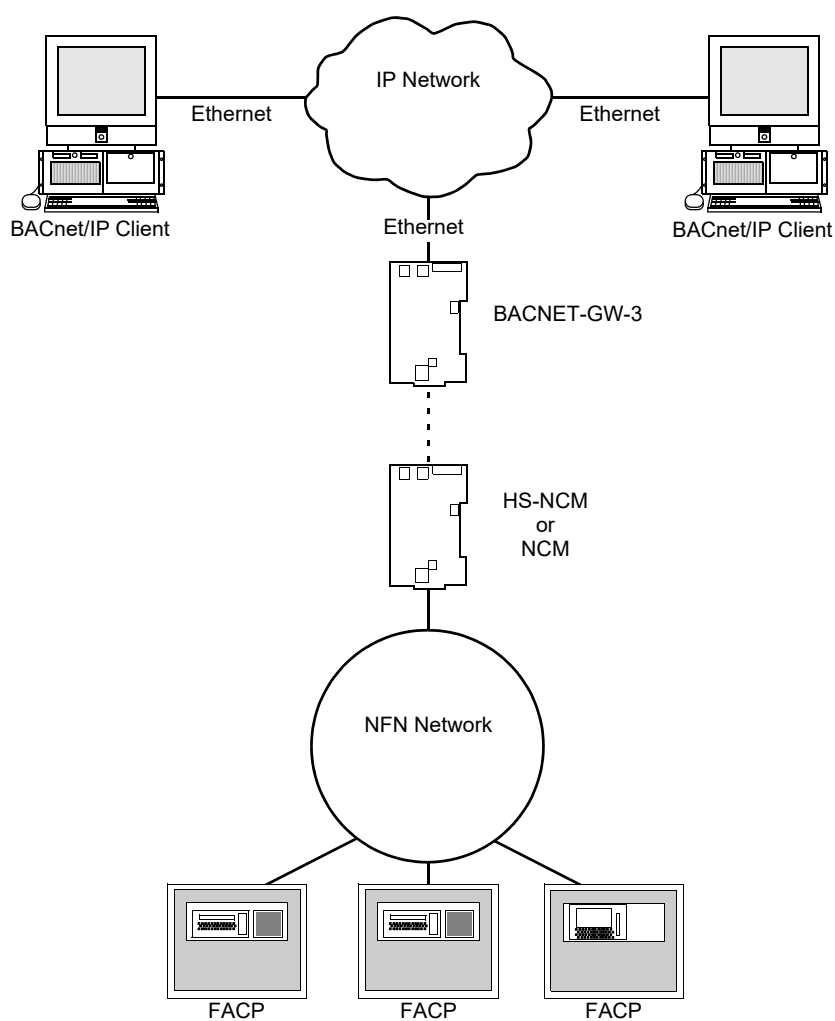 IP Network
Ethernet
Ethernet
BACnet/IP Client
BACnet/IP Client
Ethernet
BACNET-GW-3
HS-NCM
or
NCM
NFN Network
FACP
FACP
FACP